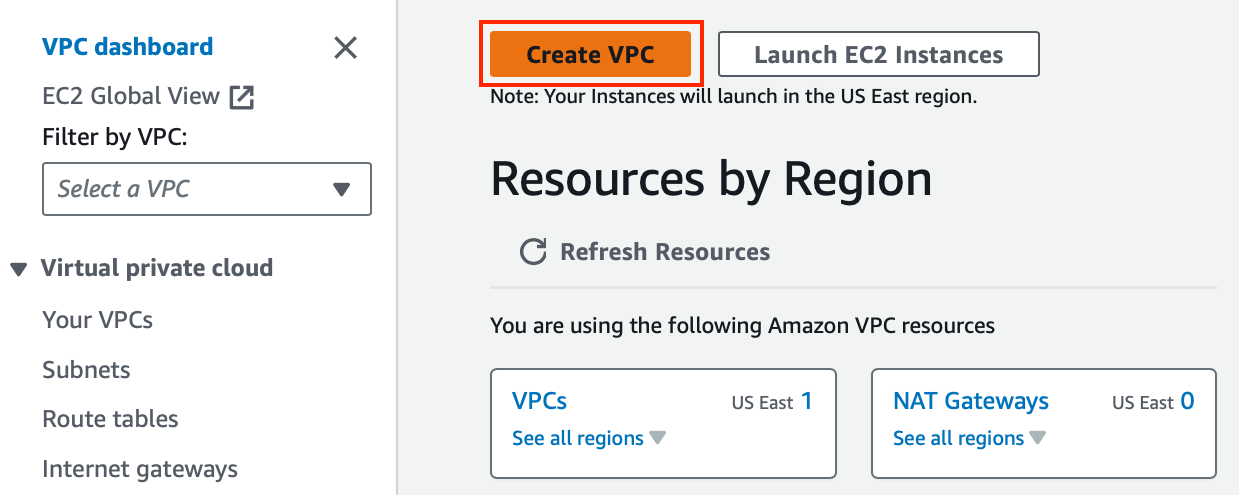 VPC dashboard
EC2 Global View
Filter by VPC:
Select a VPC
Virtual private cloud
Your VPCs
Subnets
Route tables
Internet gateways
Create VPC
Launch EC2 Instances
Note: Your Instances will launch in the US East region.
Resources by Region
Refresh Resources
You are using the following Amazon VPC resources
VPCs US East 1
See all regions
NAT Gateways US East 0
See all regions